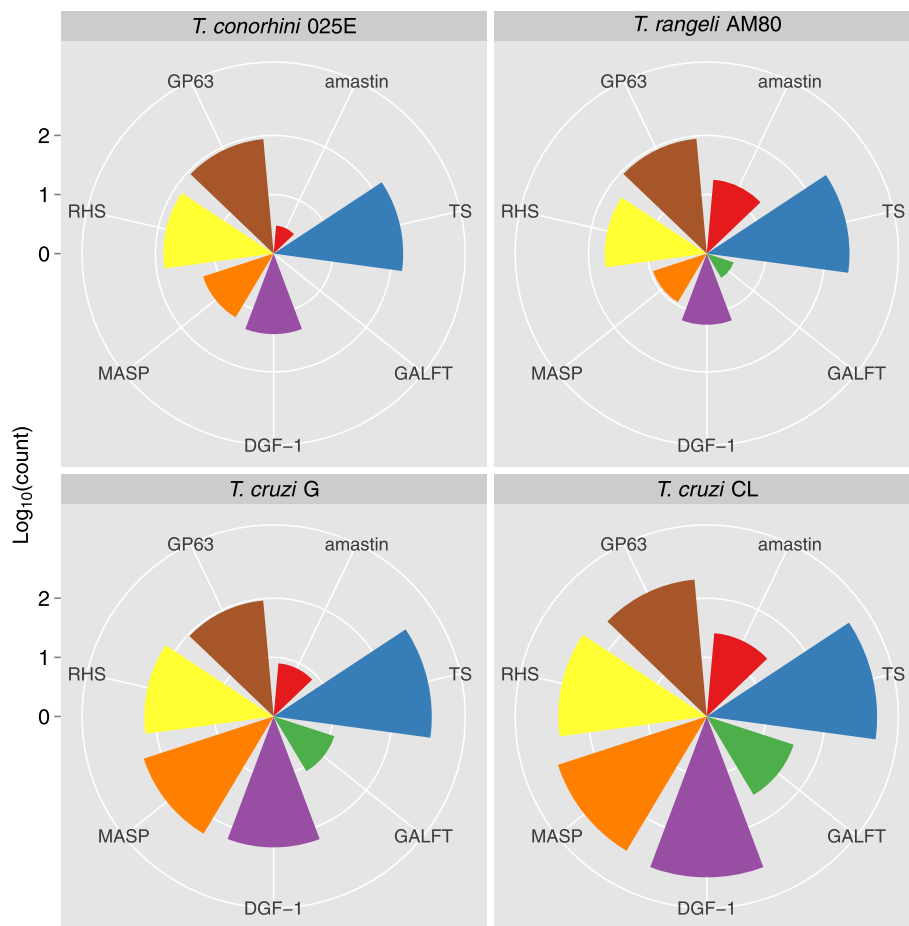 T. conorhini 025E
T. rangeli AM80
GP63
amastin
GP63
amastin
2
1
RHS
TS
RHS
TS
0
MASP
GALFT
MASP
GALFT
DGF−1
DGF−1
Log10(count)
T. cruzi G
T. cruzi CL
GP63
amastin
GP63
amastin
2
1
RHS
TS
RHS
TS
0
MASP
GALFT
MASP
GALFT
DGF−1
DGF−1